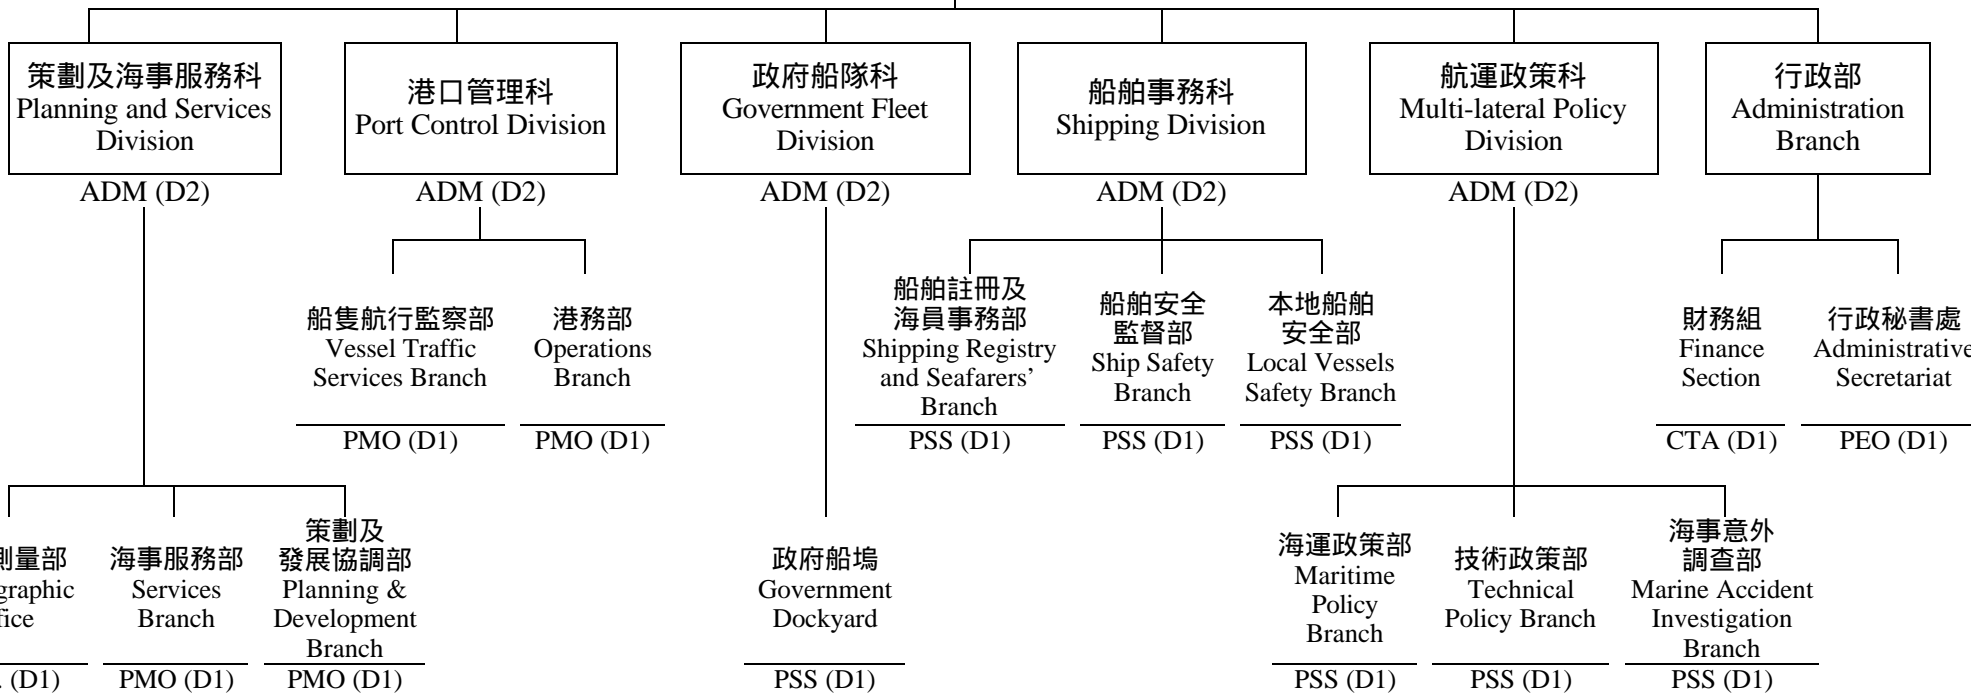 策劃及海事服務科
Planning and Services
Division
ADM (D2)
港口管理科
Port Control Division
ADM (D2)
政府船隊科
Government Fleet
Division
ADM (D2)
船舶事務科
Shipping Division
ADM (D2)
航運政策科
Multi-lateral Policy
Division
ADM (D2)
行政部
Administration
Branch
船隻航行監察部
Vessel Traffic
Services Branch
PMO (D1)
港務部
Operations
Branch
PMO (D1)
船舶註冊及
海員事務部
Shipping Registry
and Seafarers’
Branch
PSS (D1)
船舶安全
監督部
Ship Safety
Branch
PSS (D1)
本地船舶
安全部
Local Vessels
Safety Branch
PSS (D1)
財務組
Finance
Section
CTA (D1)
行政秘書處
Administrative
Secretariat
PEO (D1)
測量部
(D1)
海事服務部
Services
Branch
PMO (D1)
策劃及
發展協調部
Planning &
Development
Branch
PMO (D1)
政府船塢
Government
Dockyard
PSS (D1)
海運政策部
Maritime
Policy
Branch
PSS (D1)
技術政策部
Technical
Policy Branch
PSS (D1)
海事意外
調查部
Marine Accident
Investigation
Branch
PSS (D1)